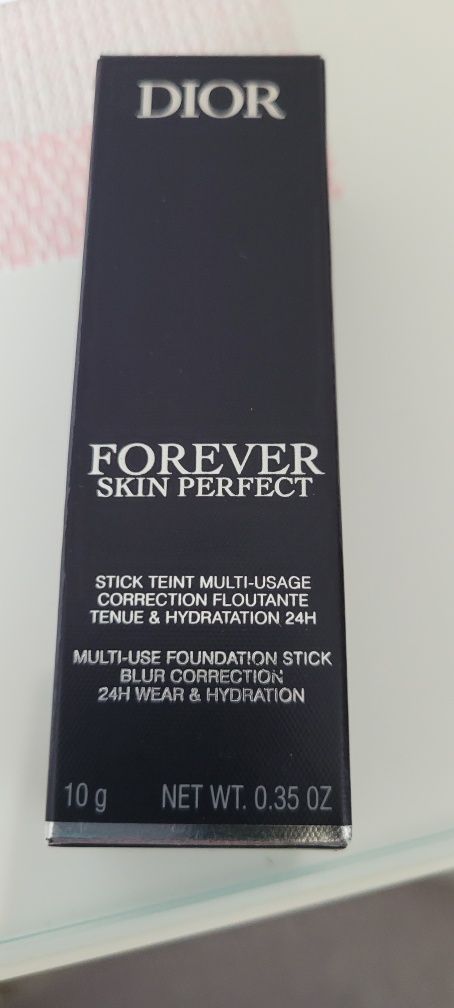 DIOR
FOREVER
SKIN PERFECT
STICK TEINT MULTI-USAGE
CORRECTION FLOUTANTE
TENUE & HYDRATATION 24H
MULTI-USE FOUNDATION STICK
BLUR CORRECTION
24H WEAR & HYDRATION
10 g NET WT. 0.35 OZ